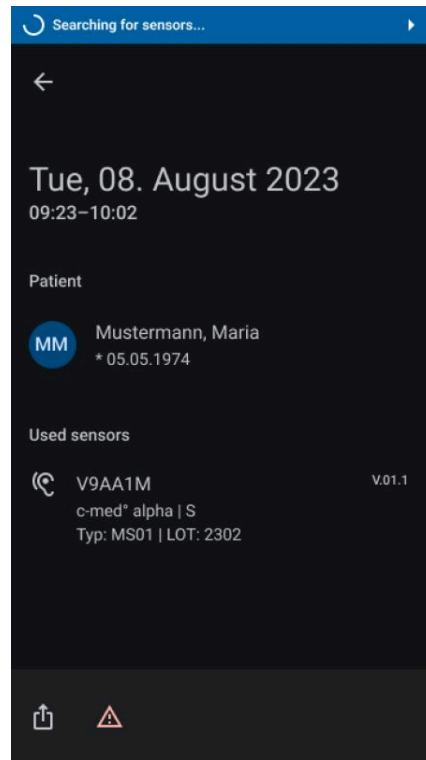 Searching for sensors...
Tue, 08. August 2023
09:23–10:02
Patient
MM
Mustermann, Maria
* 05.05.1974
Used sensors
V9AA1M
V.01.1
c-med° alpha | S
Typ: MS01 | LOT: 2302